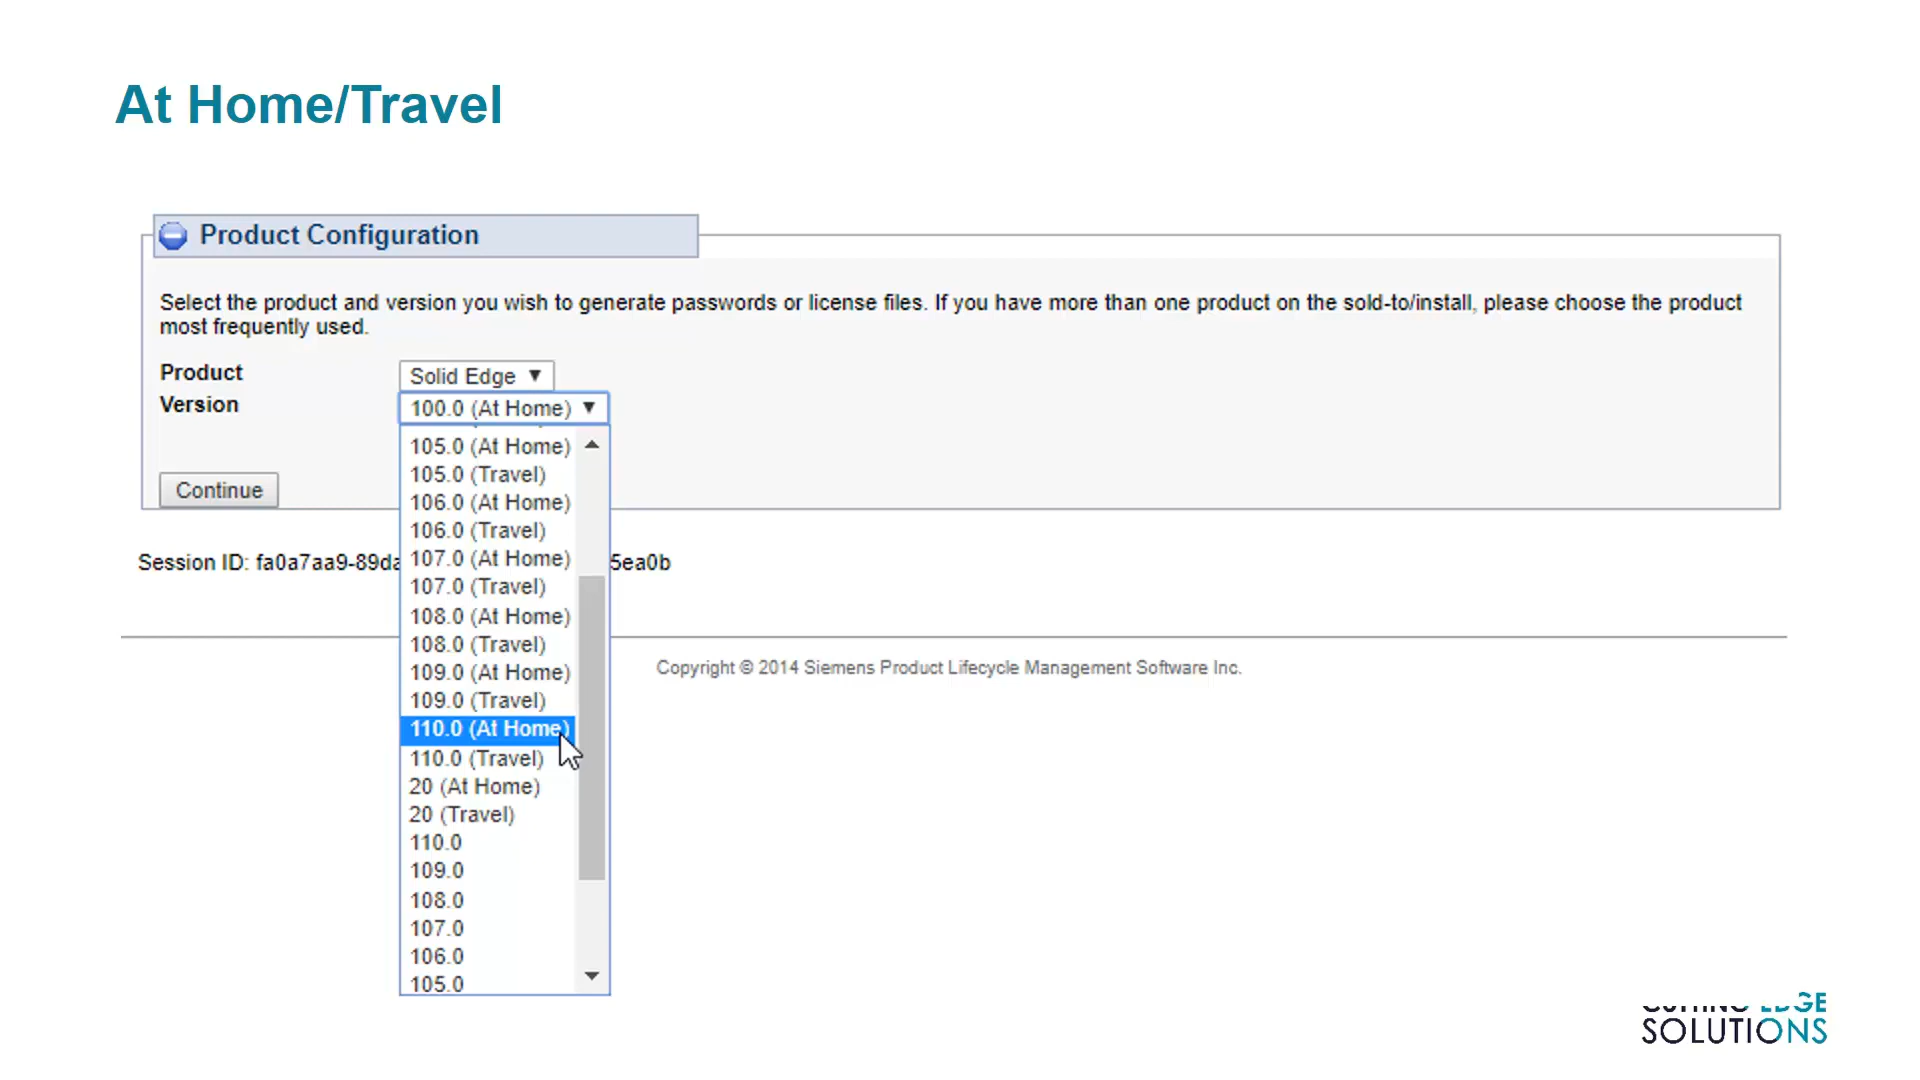 At Home/Travel
Product Configuration
Select the product and version you wish to generate passwords or license files. If you have more than one product on the sold-to/install, please choose the product
most frequently used.
Product
Solid Edge
Version
100.0 (At Home)
105.0 (At Home)
105.0 (Travel)
Continue
106.0 (At Home)
106.0 (Travel)
107.0 (At Home)
Session ID: fa0a7aa9-89da 5ea0b
107.0 (Travel)
108.0 (At Home)
108.0 (Travel)
109.0 (At Home)
Copyright © 2014 Siemens Product Lifecycle Management Software Inc.
109.0 (Travel)
110.0 (At Home)
110.0 (Travel)
20 (At Home)
20 (Travel)
110.0
109.0
108.0
107.0
106.0
105.0
CUTTING EDGE
SOLUTIONS